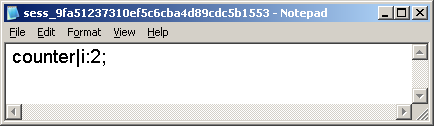 sess_9fa51237310ef5c6cba4d89cdc5b1553 - Notepad
File Edit Format View Help
counter|i:2;